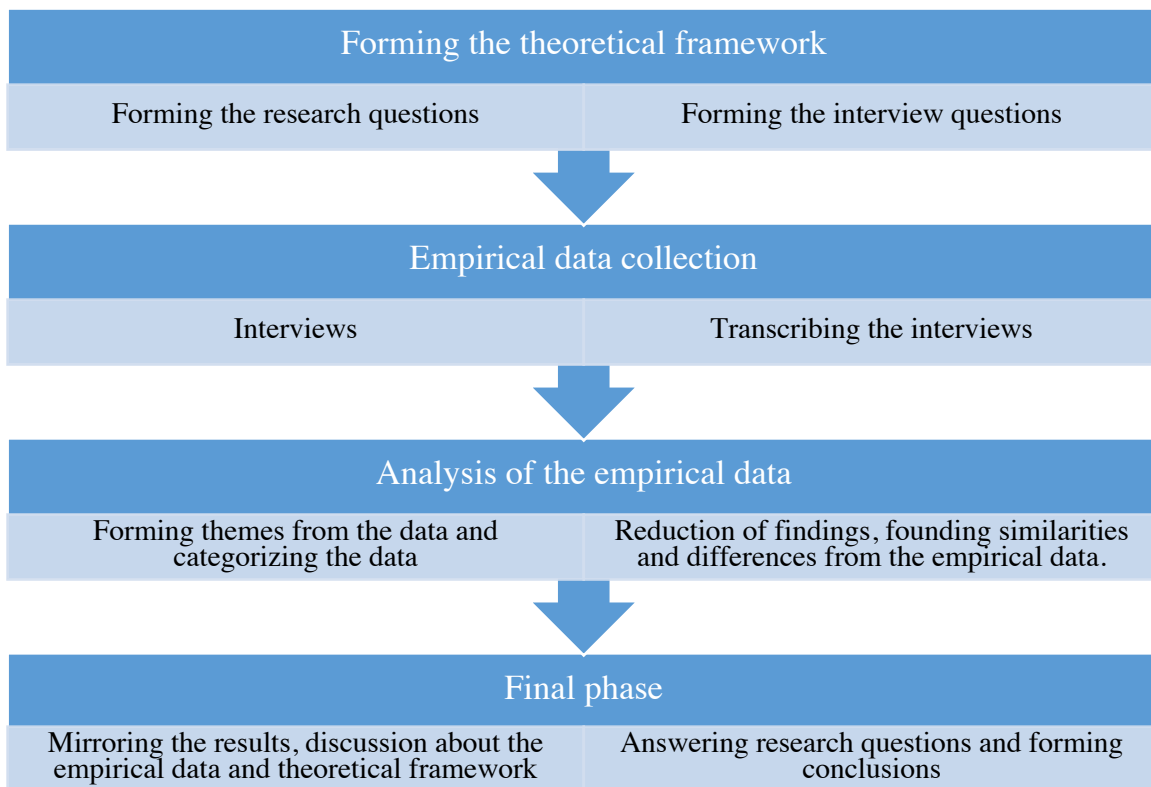 Forming the theoretical framework
Forming the research questions
Forming the interview questions
Empirical data collection
Interviews
Transcribing the interviews
Analysis of the empirical data
Forming themes from the data and
categorizing the data
Reduction of findings, founding similarities
and differences from the empirical data.
Final phase
Mirroring the results, discussion about the
empirical data and theoretical framework
Answering research questions and forming
conclusions